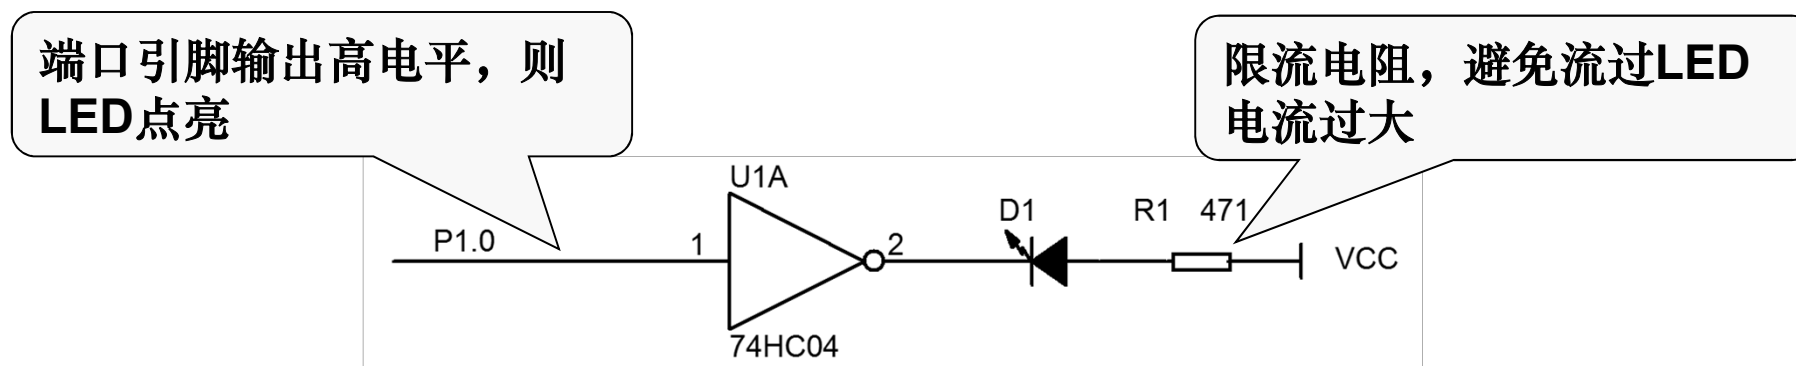 端口引脚输出高电平，则
LED点亮
限流电阻，避免流过LED
电流过大
U1A
D1
R1
471
P1.0
1
2
VCC
74HC04